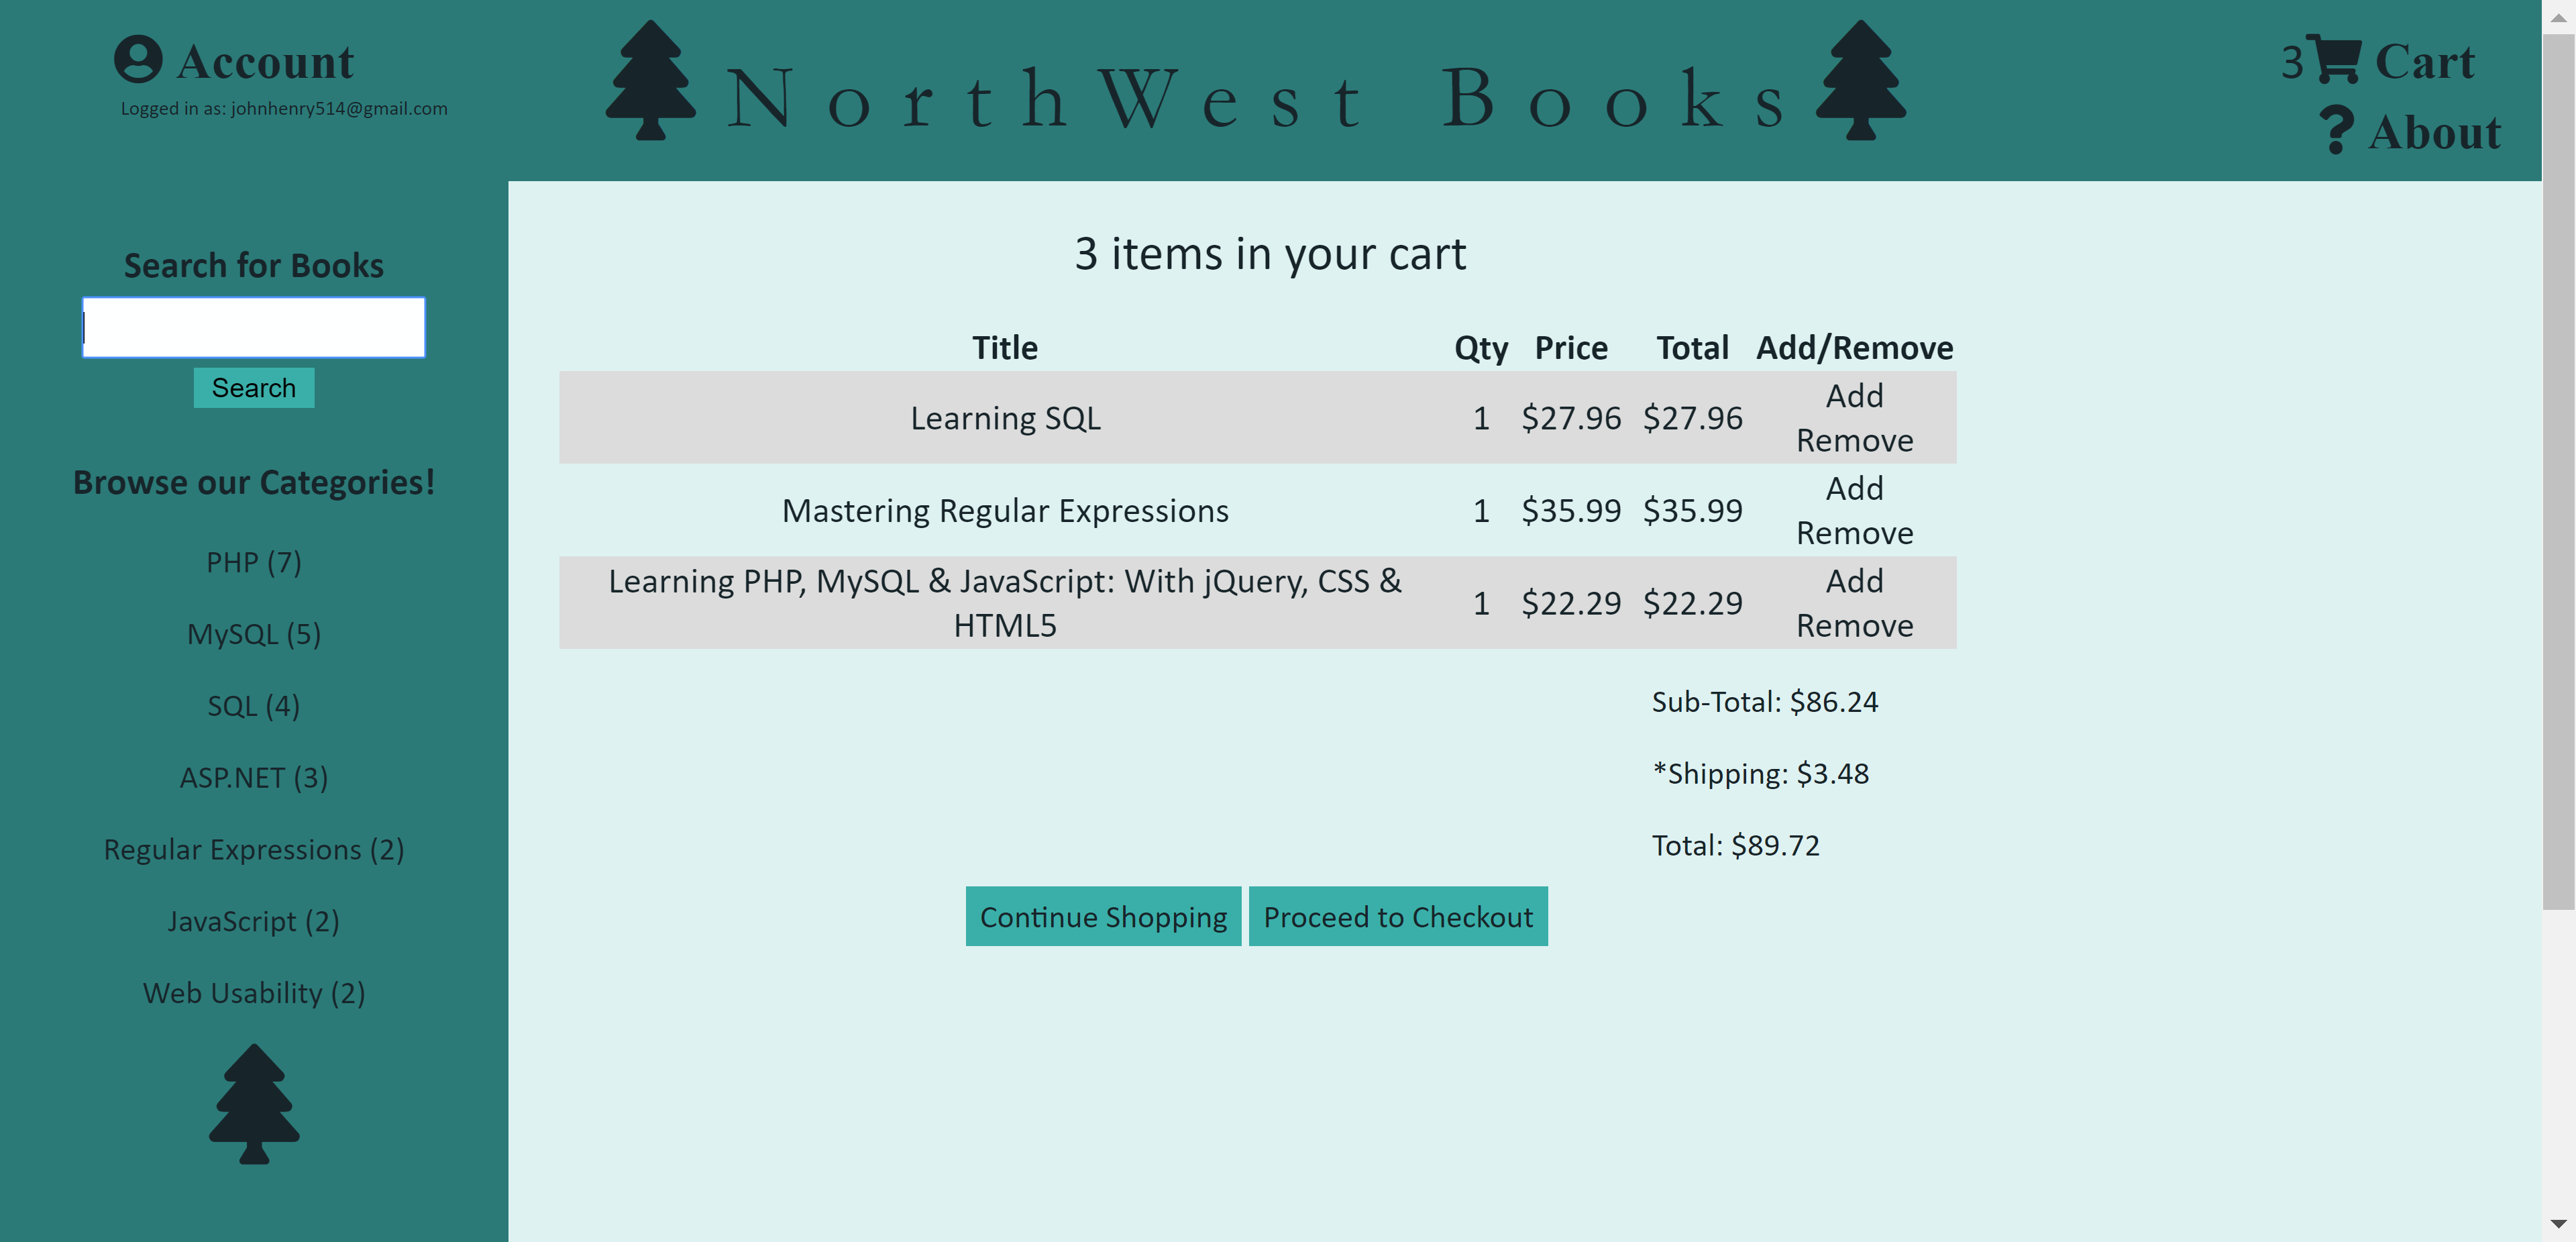 Account
Logged in as: johnhenry514@gmail.com
NorthWest Books
3 Cart
About
Search for Books
Search
Browse our Categories!
PHP (7)
MySQL (5)
SQL (4)
ASP.NET (3)
Regular Expressions (2)
JavaScript (2)
Web Usability (2)
3 items in your cart
Title Qty Price Total Add/Remove
Learning SQL 1 $27.96 $27.96 Add
Remove
Mastering Regular Expressions 1 $35.99 $35.99 Add
Remove
Learning PHP, MySQL & JavaScript: With jQuery, CSS &
HTML5 1 $22.29 $22.29 Add
Remove
Sub-Total: $86.24
*Shipping: $3.48
Total: $89.72
Continue Shopping Proceed to Checkout